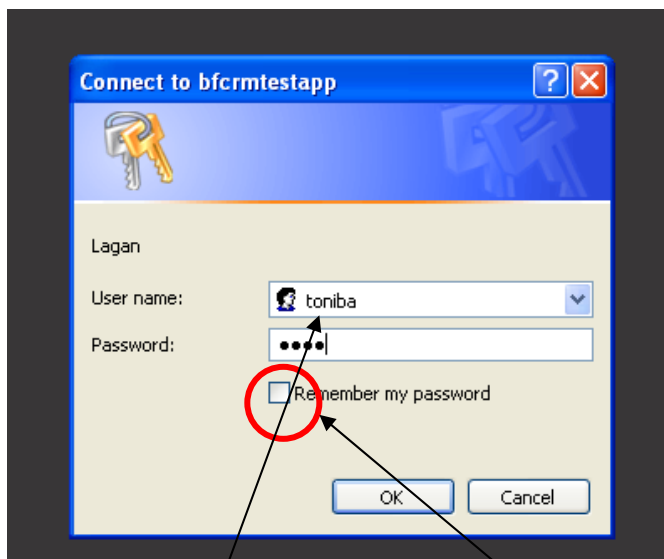 Connect to bfcrmtestapp
Lagan
User name: toniba
Password: ••••
Remember my password
OK Cancel